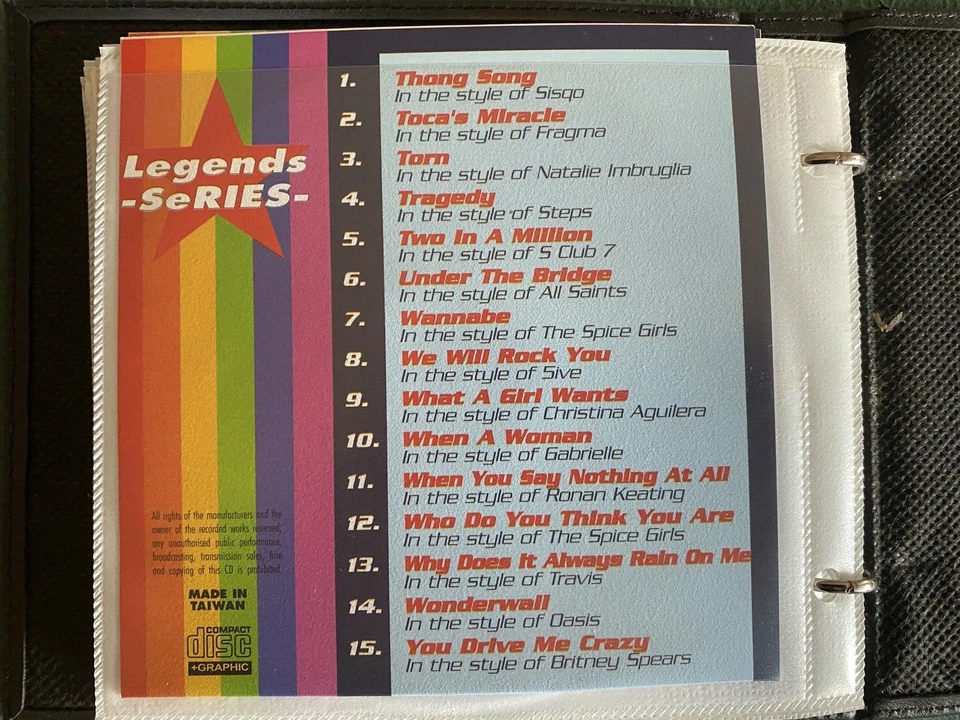 Legends
-SeRIES-
All rights of the manufacturers and the
owner of the recorded works reserved,
any unauthorised public performance,
broadcasting, transmission sales, hire
and copying of this CD is prohibited.
MADE IN
TAIWAN
COMPACT
disc
+GRAPHIC
1. Thong Song
In the style of Sisqo
2. Toca's Miracle
In the style of Fragma
3. Torn
In the style of Natalie Imbruglia
4. Tragedy
In the style of Steps
5. Two In A Million
In the style of S Club 7
6. Under The Bridge
In the style of All Saints
7. Wannabe
In the style of The Spice Girls
8. We Will Rock You
In the style of 5ive
9. What A Girl Wants
In the style of Christina Aguilera
10. When A Woman
In the style of Gabrielle
11. When You Say Nothing At All
In the style of Ronan Keating
12. Who Do You Think You Are
In the style of The Spice Girls
13. Why Does It Always Rain On Me
In the style of Travis
14. Wonderwall
In the style of Oasis
15. You Drive Me Crazy
In the style of Britney Spears